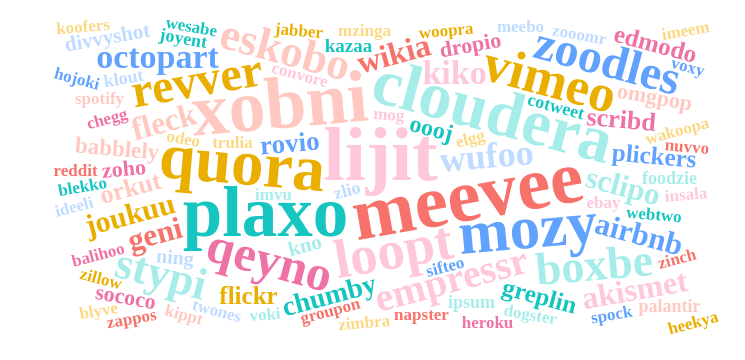 koofers
wesabe
jabber
mzinga
woopra
meebo
zooomr
imeem
divvyshot
joyent
eskobo
kazaa
wikia
dropio
edmodo
octopart
zoodles
voxy
hojoki
klout
revver
convore
kiko
vimeo
spotify
xobni
cloudera
omgpop
cotweet
chegg
fleck
mog
oooj
scribd
wakoopa
babblely
odeo
trulia
rovio
lijit
elgg
wufoo
plickers
nuvvo
reddit
zoho
quora
foodzie
blekko
orkut
imvu
zlio
meevee
sclipo
insala
ideeli
joukuu
plaxo
ebay
webtwo
geni
mozy
airbnb
balihoo
ning
qeyno
kno
loopt
zinch
zillow
stypi
sifteo
boxbe
sococo
flickr
chumby
empressr
greplin
akismet
blyve
zappos
kippt
twones
voki
groupon
zimbra
napster
ipsum
heroku
dogster
spock
palantir
heekya